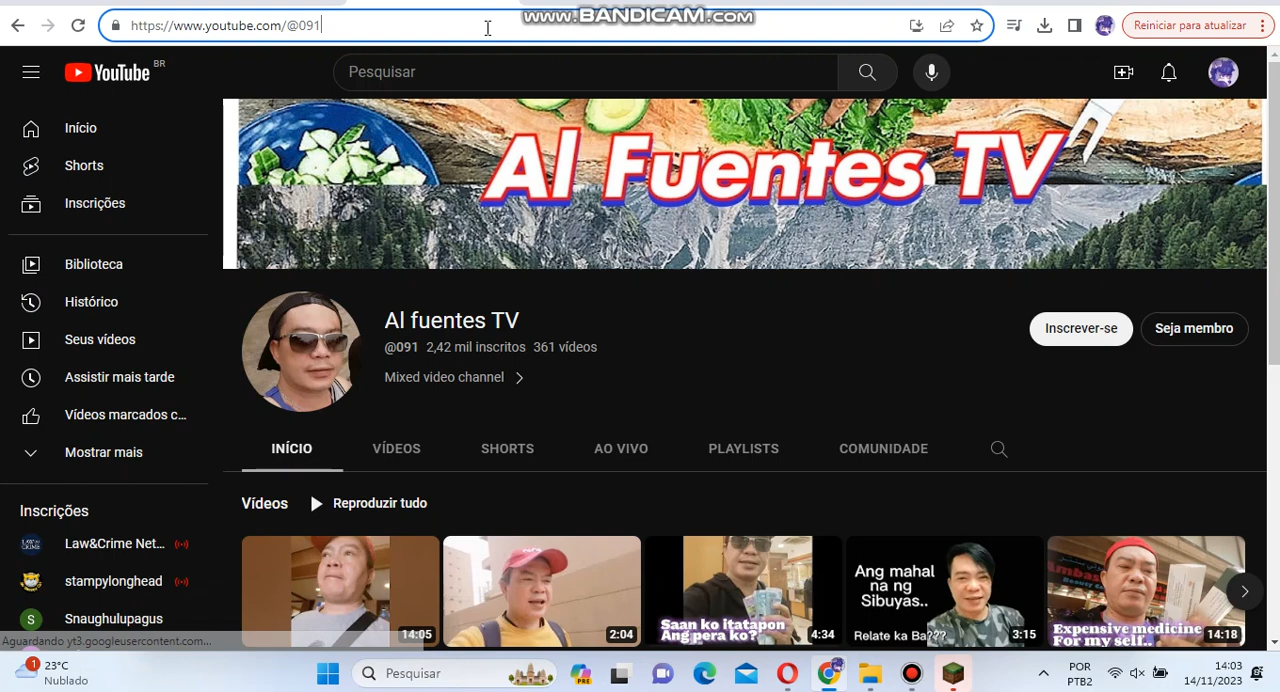 www.BANDICAM.com
https://www.youtube.com/@091
Reiniciar para atualizar
YouTube BR
Pesquisar
Início
Shorts
Inscrições
Biblioteca
Histórico
Seus vídeos
Assistir mais tarde
Vídeos marcados c...
Mostrar mais
Inscrições
Law&Crime Net...
stampylonghead
S Snaughulupagus
Aguardando yt3.googleusercontent.com...
Al Fuentes TV
Al fuentes TV
@091 2,42 mil inscritos 361 vídeos
Mixed video channel
Inscrever-se
Seja membro
INÍCIO VÍDEOS SHORTS AO VIVO PLAYLISTS COMUNIDADE
Vídeos Reproduzir tudo
14:05
2:04
Saan ko itatapon
Ang pera ko?
4:34
Ang mahal
na ng
Sibuyas..
Relate ka Ba???
3:15
Expensive medicine
For my self..
14:18
1
23°C
Nublado
Pesquisar
PRE
POR
PTB2
14:03
14/11/2023